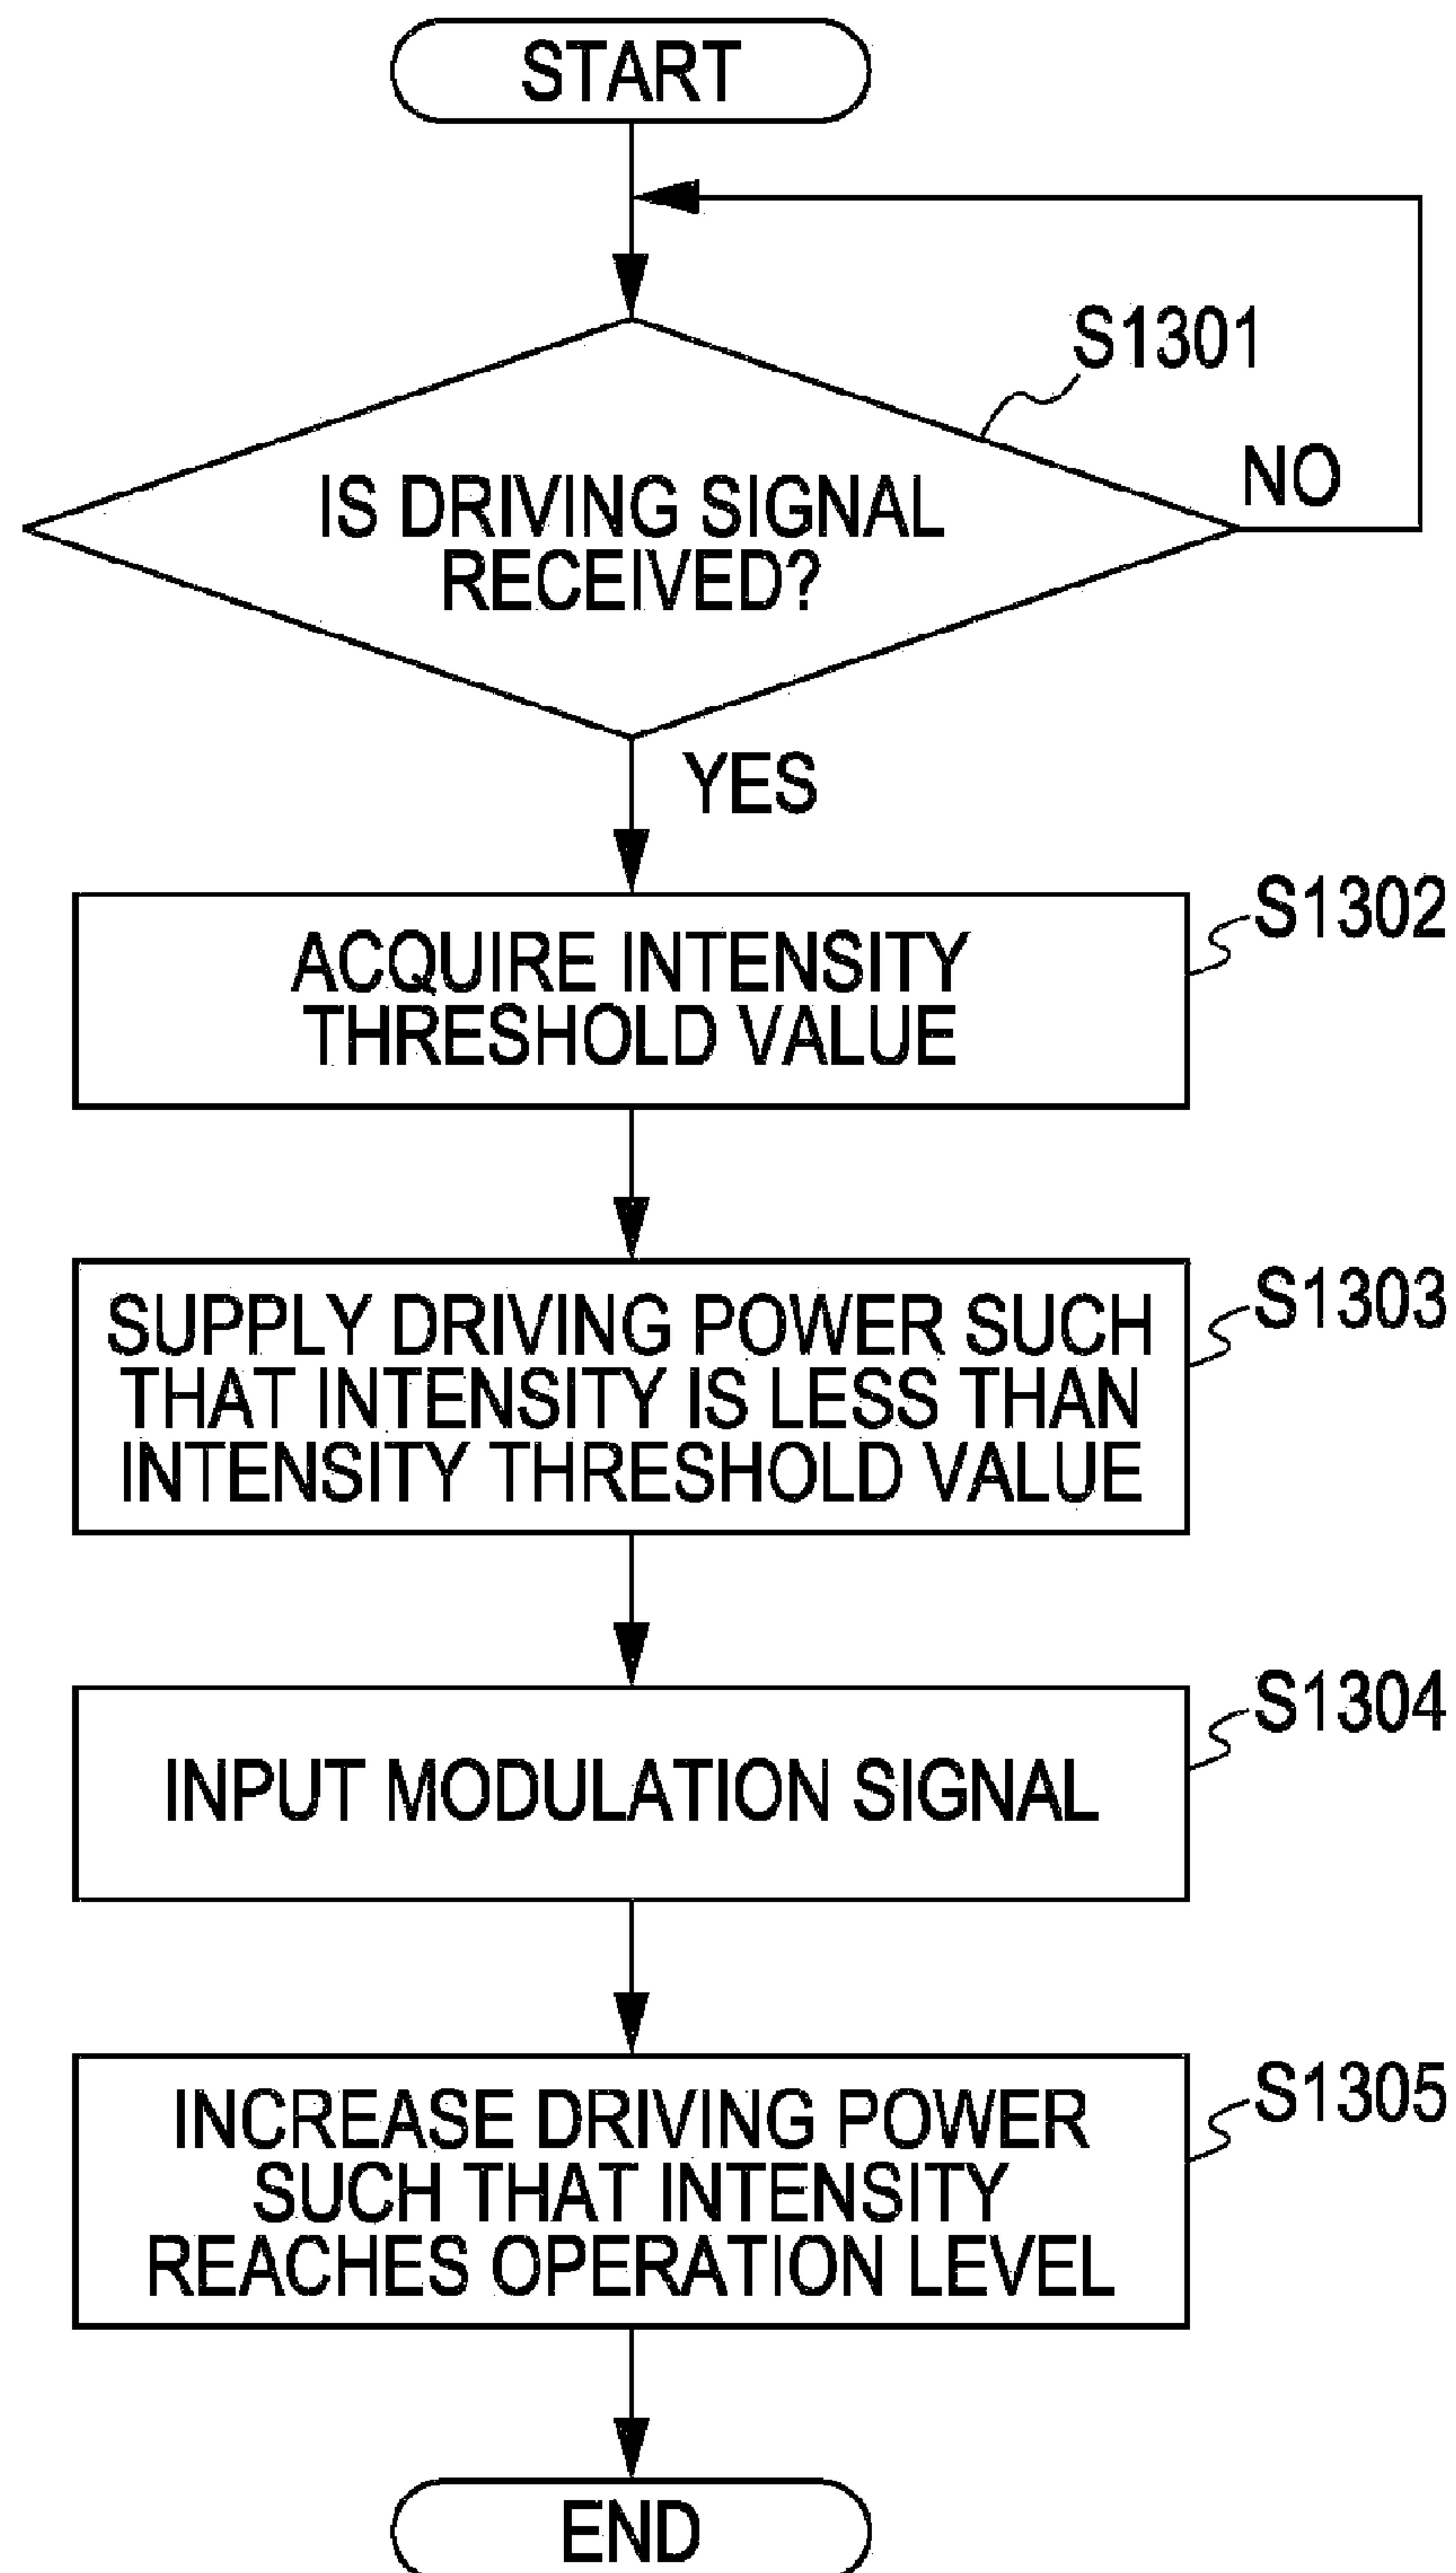 START
S1301
IS DRIVING SIGNAL
RECEIVED?
NO
YES
S1302
ACQUIRE INTENSITY
THRESHOLD VALUE
S1303
SUPPLY DRIVING POWER SUCH
THAT INTENSITY IS LESS THAN
INTENSITY THRESHOLD VALUE
S1304
INPUT MODULATION SIGNAL
S1305
INCREASE DRIVING POWER
SUCH THAT INTENSITY
REACHES OPERATION LEVEL
END